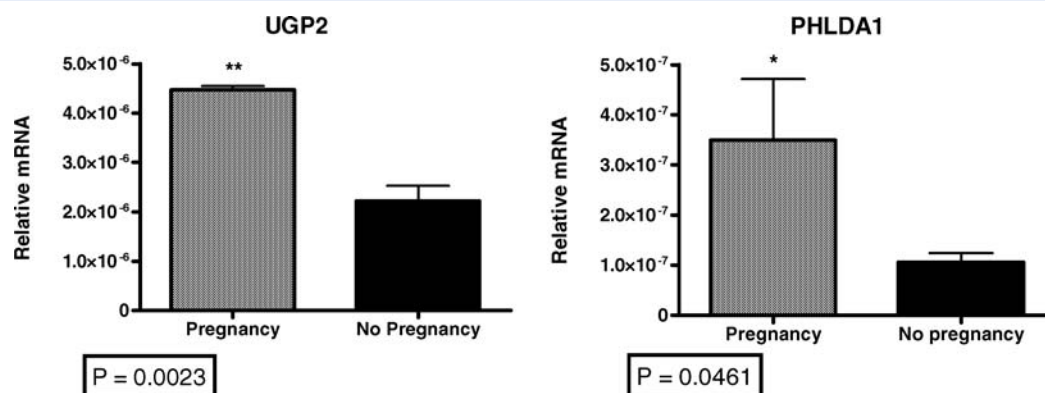 UGP2
**
5.0×10⁻⁶
4.0×10⁻⁶
3.0×10⁻⁶
2.0×10⁻⁶
1.0×10⁻⁶
0
Relative mRNA
Pregnancy
No Pregnancy
P = 0.0023
PHLDA1
*
5.0×10⁻⁷
4.0×10⁻⁷
3.0×10⁻⁷
2.0×10⁻⁷
1.0×10⁻⁷
0
Relative mRNA
Pregnancy
No pregnancy
P = 0.0461